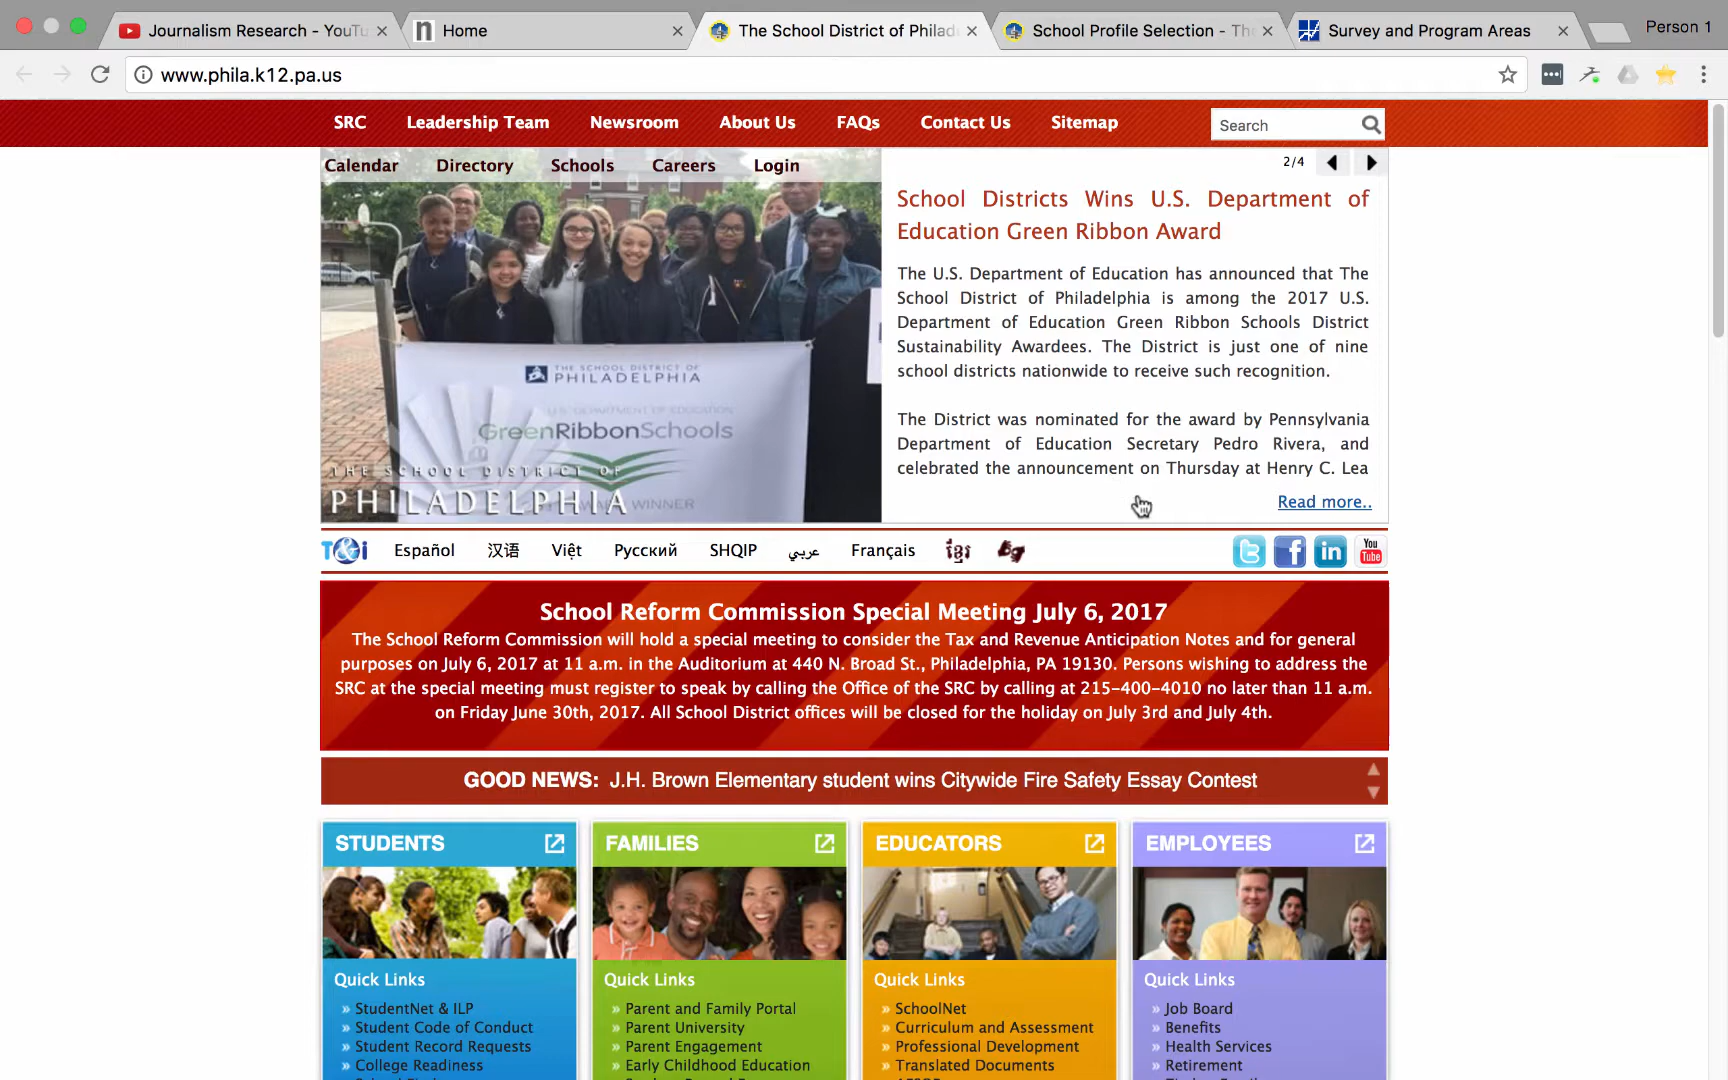 Journalism Research - YouTu
Home
The School District of Philad
School Profile Selection - The
Survey and Program Areas
Person 1
www.phila.k12.pa.us
SRC Leadership Team Newsroom About Us FAQs Contact Us Sitemap Search
Calendar Directory Schools Careers Login
2/4
School Districts Wins U.S. Department of
Education Green Ribbon Award
The U.S. Department of Education has announced that The
School District of Philadelphia is among the 2017 U.S.
Department of Education Green Ribbon Schools District
Sustainability Awardees. The District is just one of nine
school districts nationwide to receive such recognition.
The District was nominated for the award by Pennsylvania
Department of Education Secretary Pedro Rivera, and
celebrated the announcement on Thursday at Henry C. Lea
Read more..
THE SCHOOL DISTRICT OF
PHILADELPHIA
U.S. DEPARTMENT OF EDUCATION
GreenRibbonSchools
WINNER
THE SCHOOL DISTRICT OF
PHILADELPHIA
T&I Español 汉语 Việt Русский SHQIP عربي Français ខ្មែរ
You
Tube
School Reform Commission Special Meeting July 6, 2017
The School Reform Commission will hold a special meeting to consider the Tax and Revenue Anticipation Notes and for general
purposes on July 6, 2017 at 11 a.m. in the Auditorium at 440 N. Broad St., Philadelphia, PA 19130. Persons wishing to address the
SRC at the special meeting must register to speak by calling the Office of the SRC by calling at 215-400-4010 no later than 11 a.m.
on Friday June 30th, 2017. All School District offices will be closed for the holiday on July 3rd and July 4th.
GOOD NEWS: J.H. Brown Elementary student wins Citywide Fire Safety Essay Contest
STUDENTS
Quick Links
» StudentNet & ILP
» Student Code of Conduct
» Student Record Requests
» College Readiness
FAMILIES
Quick Links
» Parent and Family Portal
» Parent University
» Parent Engagement
» Early Childhood Education
EDUCATORS
Quick Links
» SchoolNet
» Curriculum and Assessment
» Professional Development
» Translated Documents
EMPLOYEES
Quick Links
» Job Board
» Benefits
» Health Services
» Retirement